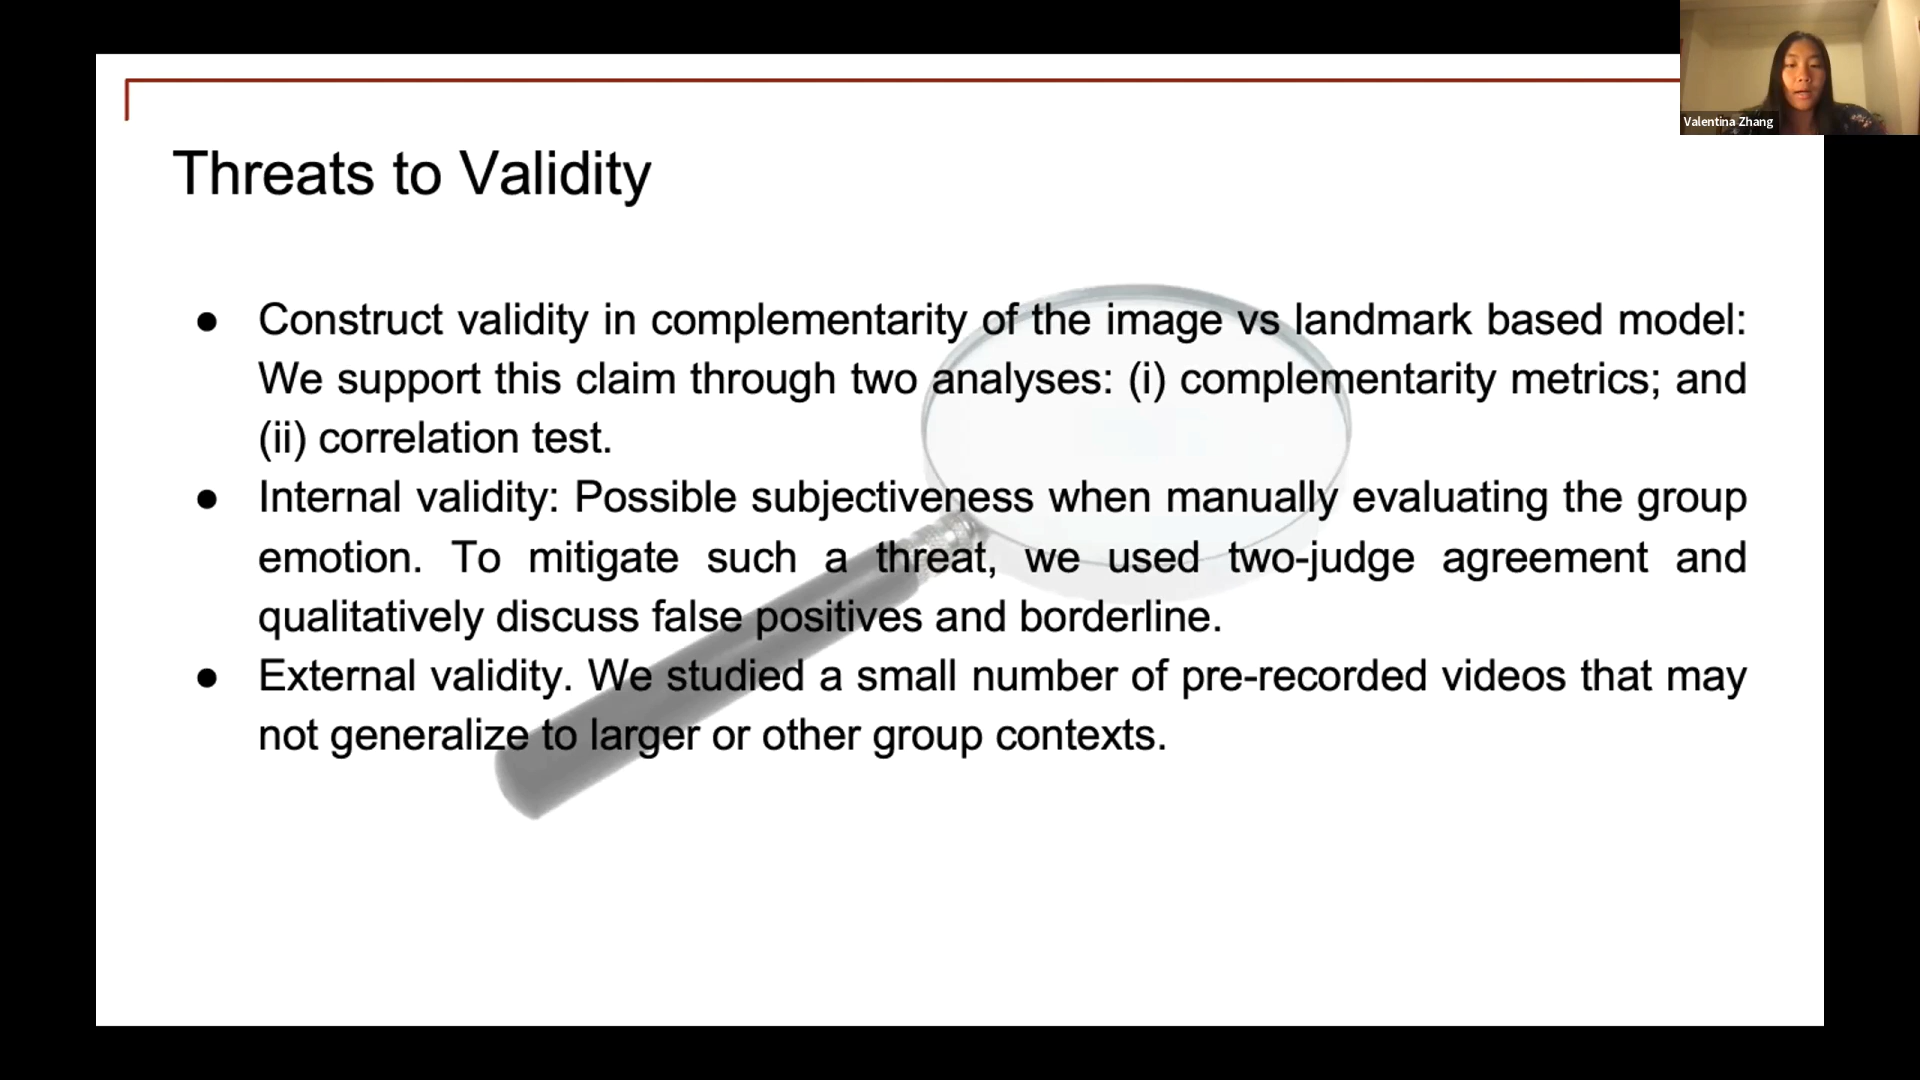 Valentina Zhang
Threats to Validity
● Construct validity in complementarity of the image vs landmark based model:
We support this claim through two analyses: (i) complementarity metrics; and
(ii) correlation test.
● Internal validity: Possible subjectiveness when manually evaluating the group
emotion. To mitigate such a threat, we used two-judge agreement and
qualitatively discuss false positives and borderline.
● External validity. We studied a small number of pre-recorded videos that may
not generalize to larger or other group contexts.